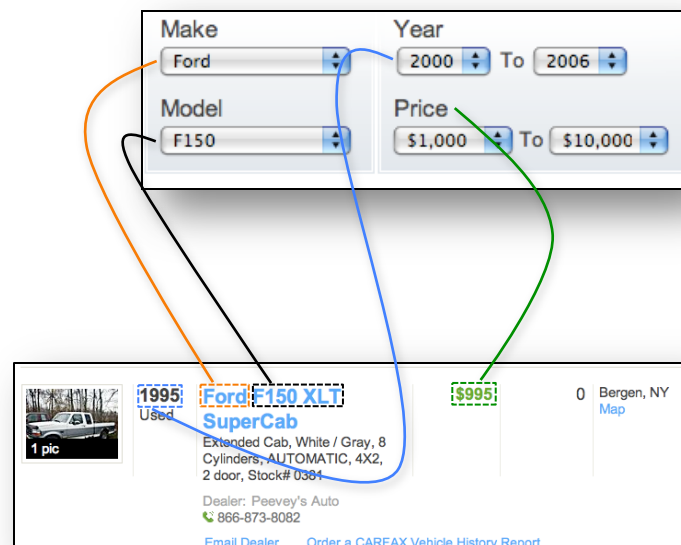 Make
Year
Ford
2000 To 2006
Model
Price
F150
$1,000 To $10,000
1995
Used
Ford F150 XLT
SuperCab
$995
0
Bergen, NY
Map
1 pic
Extended Cab, White / Gray, 8
Cylinders, AUTOMATIC, 4X2,
2 door, Stock# 0381
Dealer: Peevey's Auto
866-873-8082
Email Dealer
Order a CARFAX Vehicle History Report